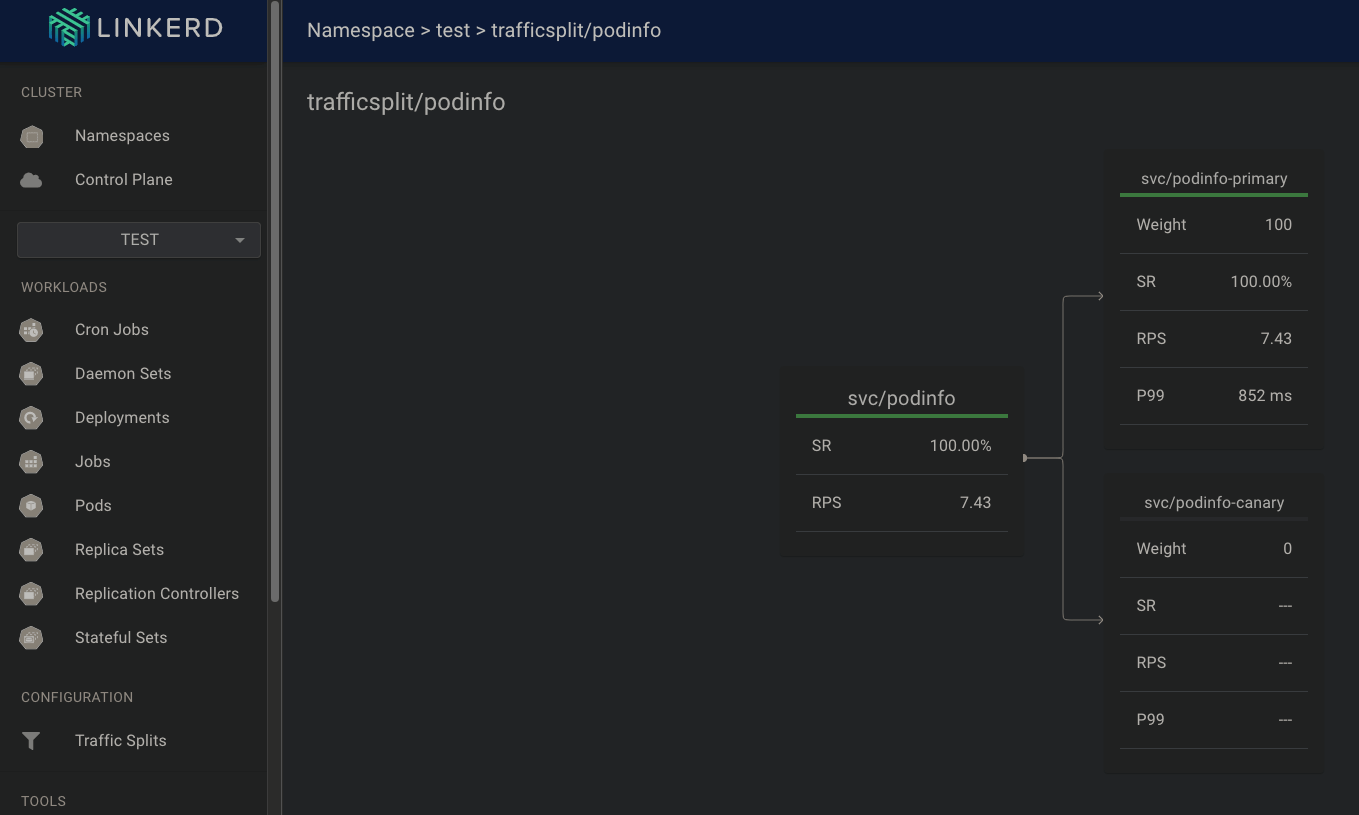 LINKERD
Namespace > test > trafficsplit/podinfo
CLUSTER
Namespaces
Control Plane
TEST
WORKLOADS
Cron Jobs
Daemon Sets
Deployments
Jobs
Pods
Replica Sets
Replication Controllers
Stateful Sets
CONFIGURATION
Traffic Splits
TOOLS
trafficsplit/podinfo
svc/podinfo
SR 100.00%
RPS 7.43
svc/podinfo-primary
Weight 100
SR 100.00%
RPS 7.43
P99 852 ms
svc/podinfo-canary
Weight 0
SR ---
RPS ---
P99 ---